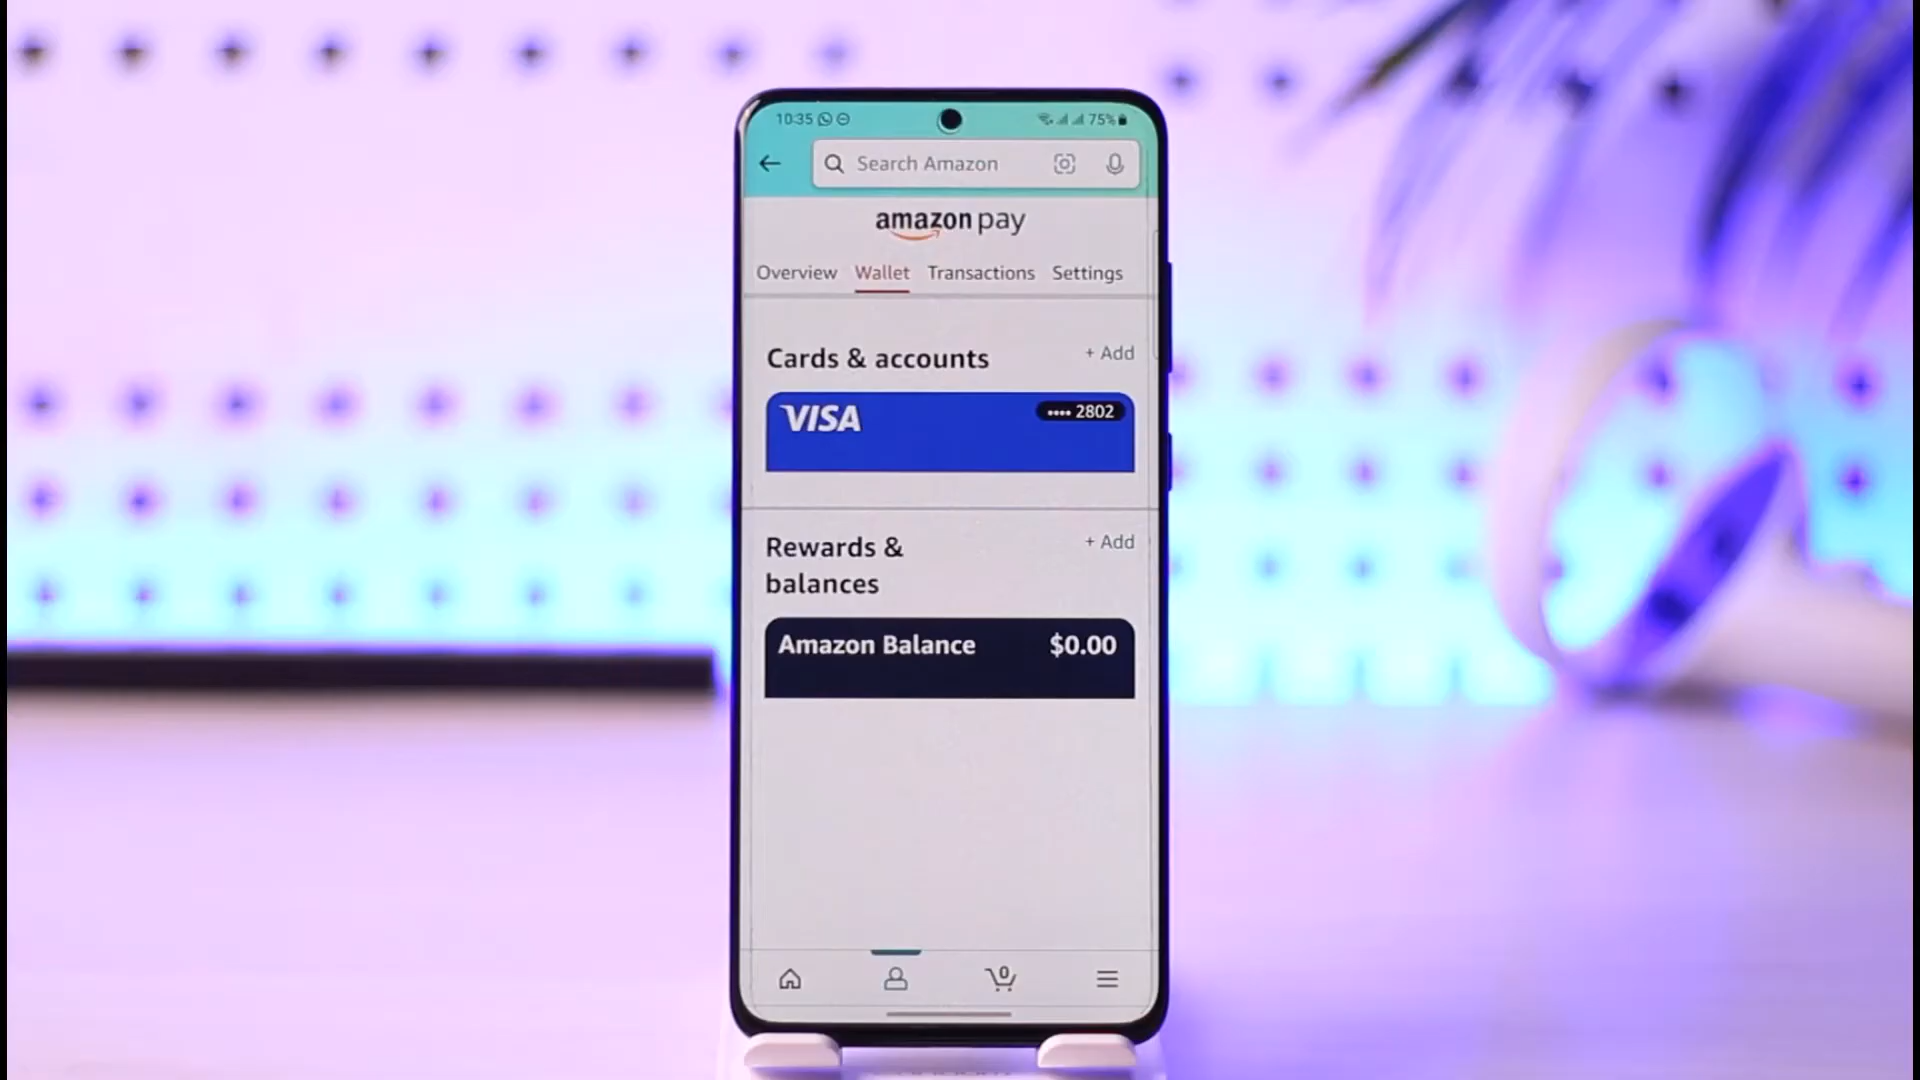 10:35 75%
Search Amazon
amazon pay
Overview Wallet Transactions Settings
Cards & accounts + Add
VISA •••• 2802
Rewards & + Add
balances
Amazon Balance $0.00
0